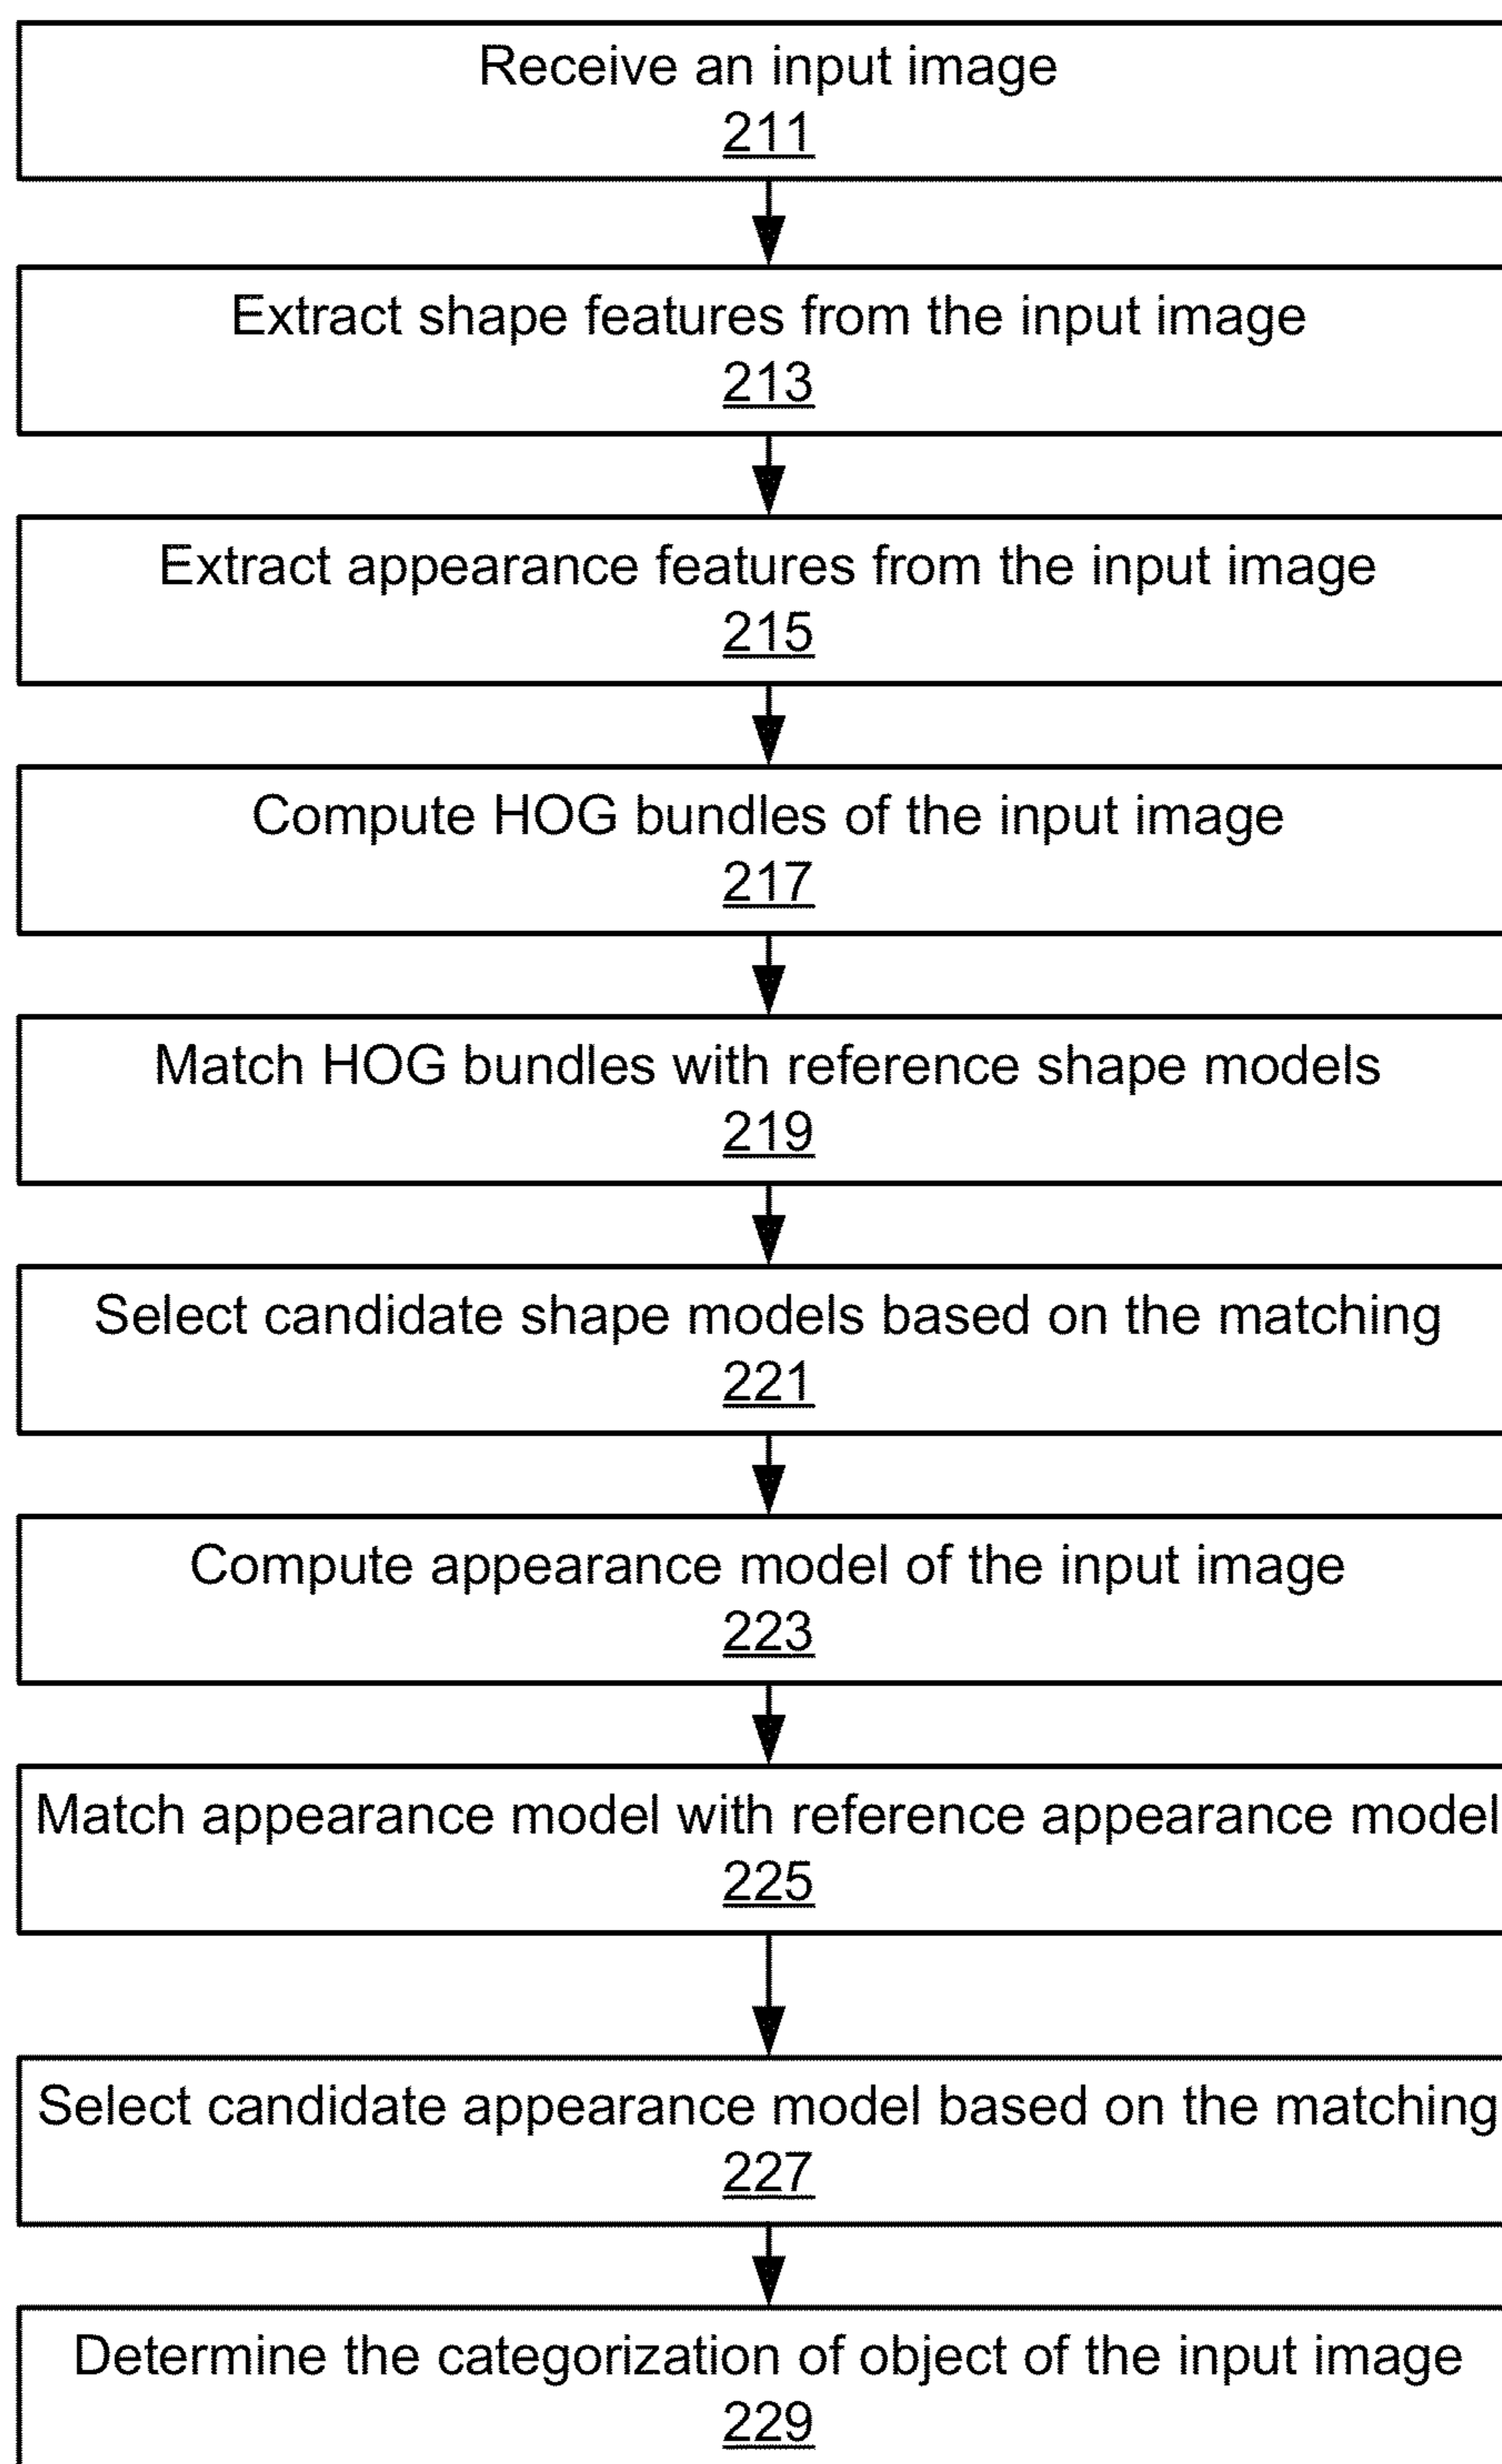 Receive an input image
211
Extract shape features from the input image
213
Extract appearance features from the input image
215
Compute HOG bundles of the input image
217
Match HOG bundles with reference shape models
219
Select candidate shape models based on the matching
221
Compute appearance model of the input image
223
Match appearance model with reference appearance model
225
Select candidate appearance model based on the matching
227
Determine the categorization of object of the input image
229